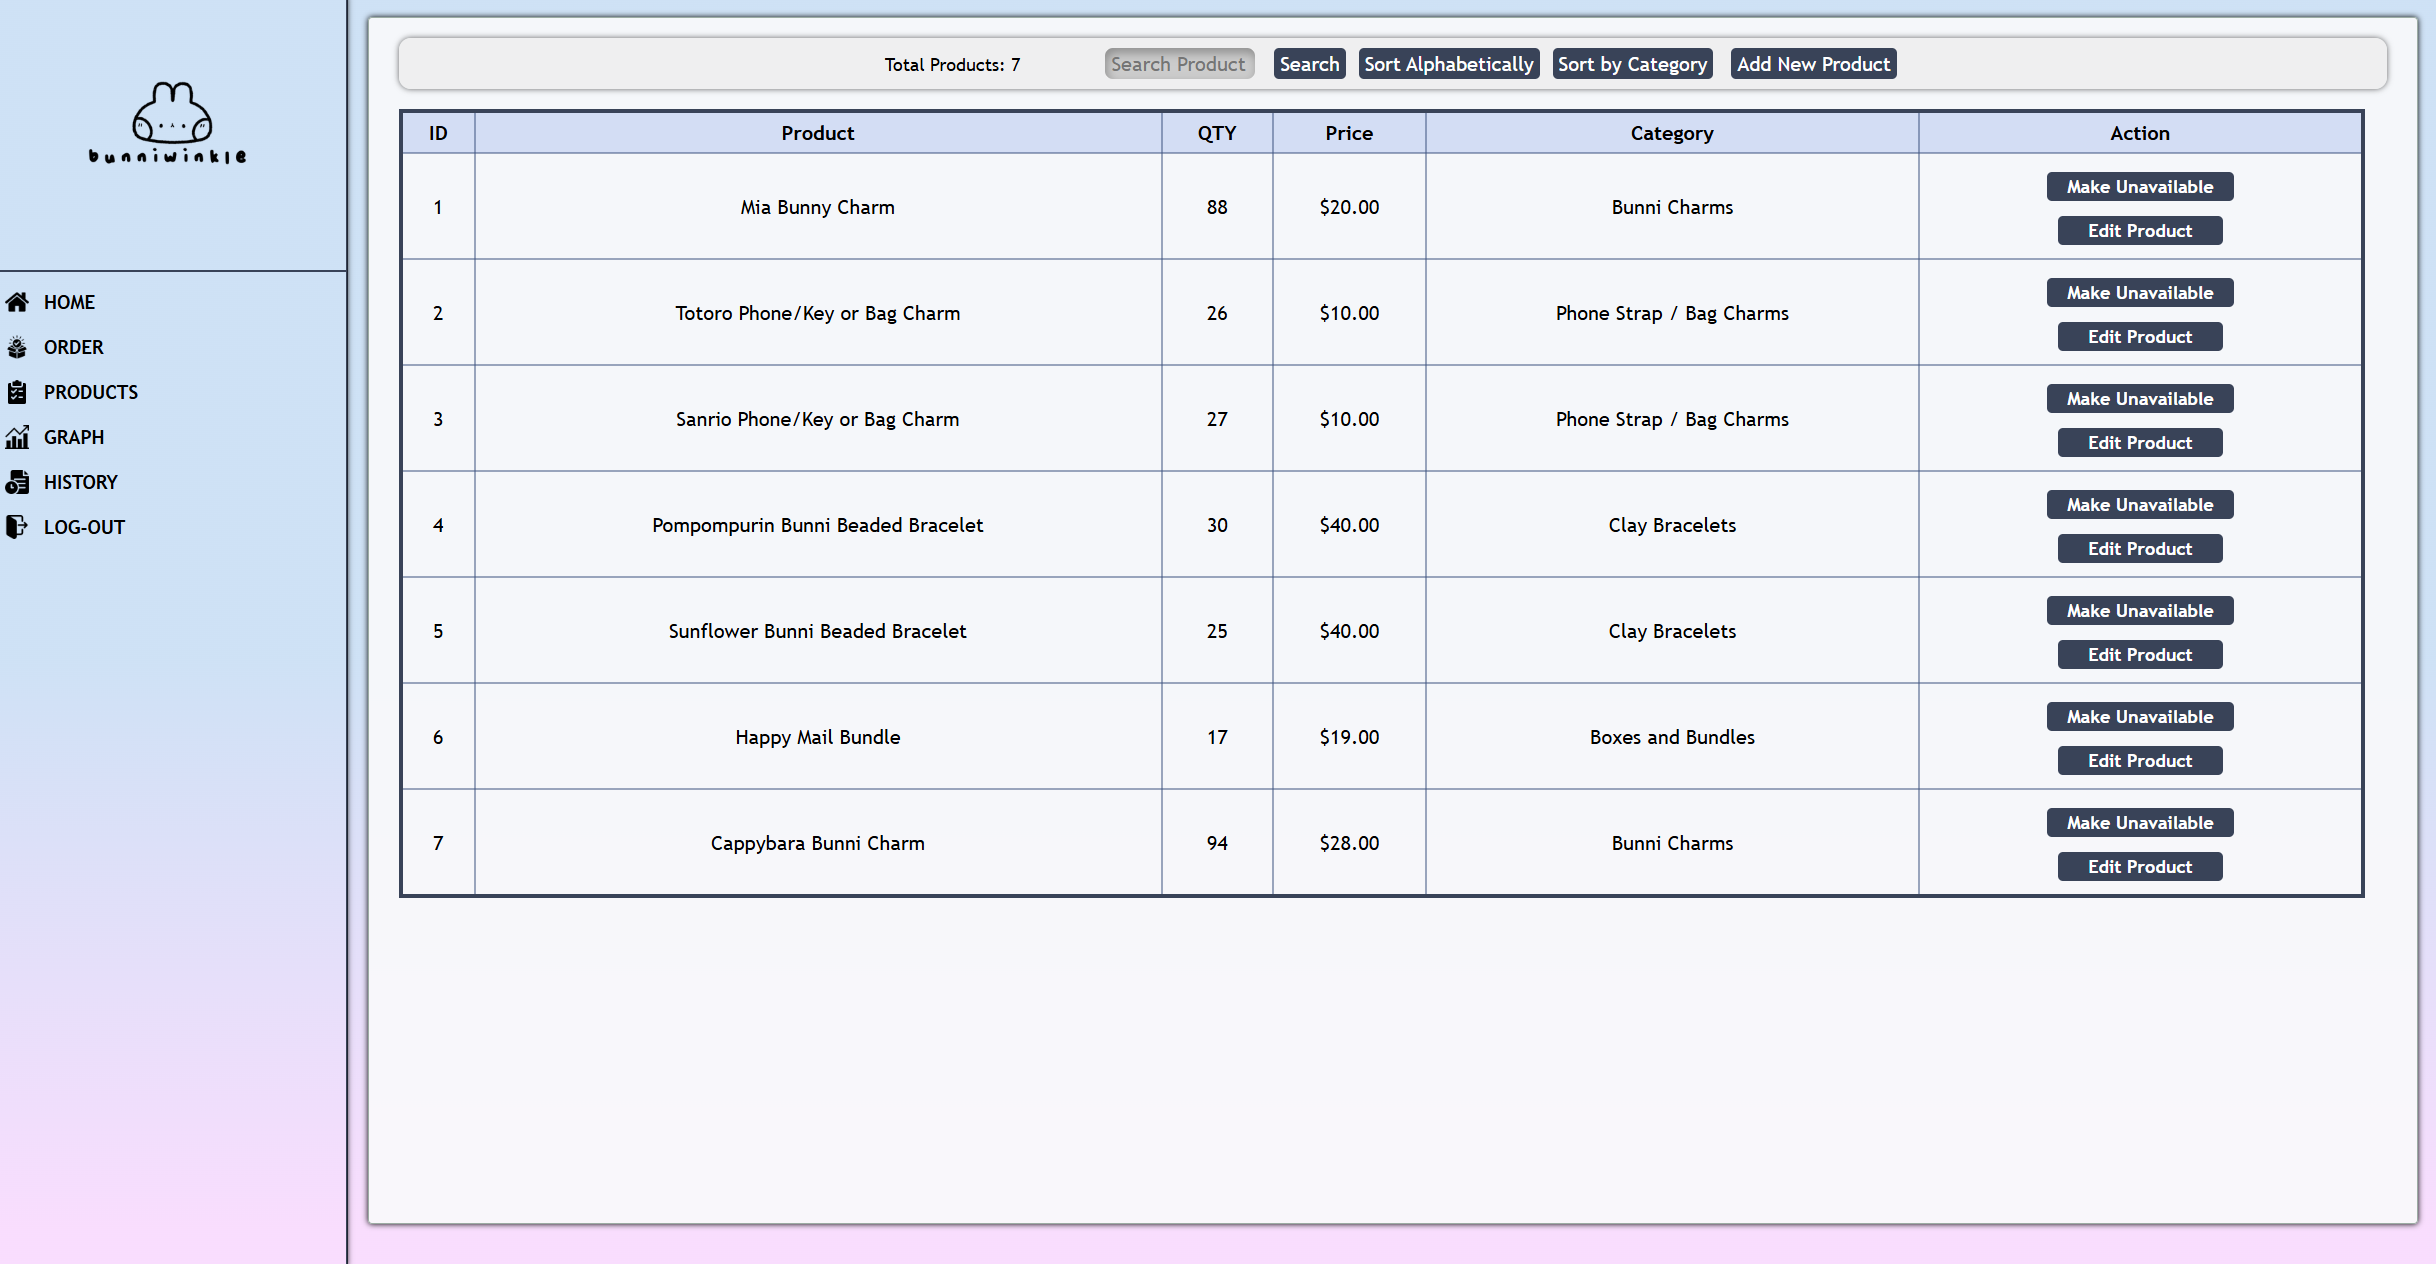 bunniwinkle
HOME
ORDER
PRODUCTS
GRAPH
HISTORY
LOG-OUT
Total Products: 7 Search Product Search Sort Alphabetically Sort by Category Add New Product
ID Product QTY Price Category Action
1 Mia Bunny Charm 88 $20.00 Bunni Charms Make Unavailable
Edit Product
2 Totoro Phone/Key or Bag Charm 26 $10.00 Phone Strap / Bag Charms Make Unavailable
Edit Product
3 Sanrio Phone/Key or Bag Charm 27 $10.00 Phone Strap / Bag Charms Make Unavailable
Edit Product
4 Pompompurin Bunni Beaded Bracelet 30 $40.00 Clay Bracelets Make Unavailable
Edit Product
5 Sunflower Bunni Beaded Bracelet 25 $40.00 Clay Bracelets Make Unavailable
Edit Product
6 Happy Mail Bundle 17 $19.00 Boxes and Bundles Make Unavailable
Edit Product
7 Cappybara Bunni Charm 94 $28.00 Bunni Charms Make Unavailable
Edit Product